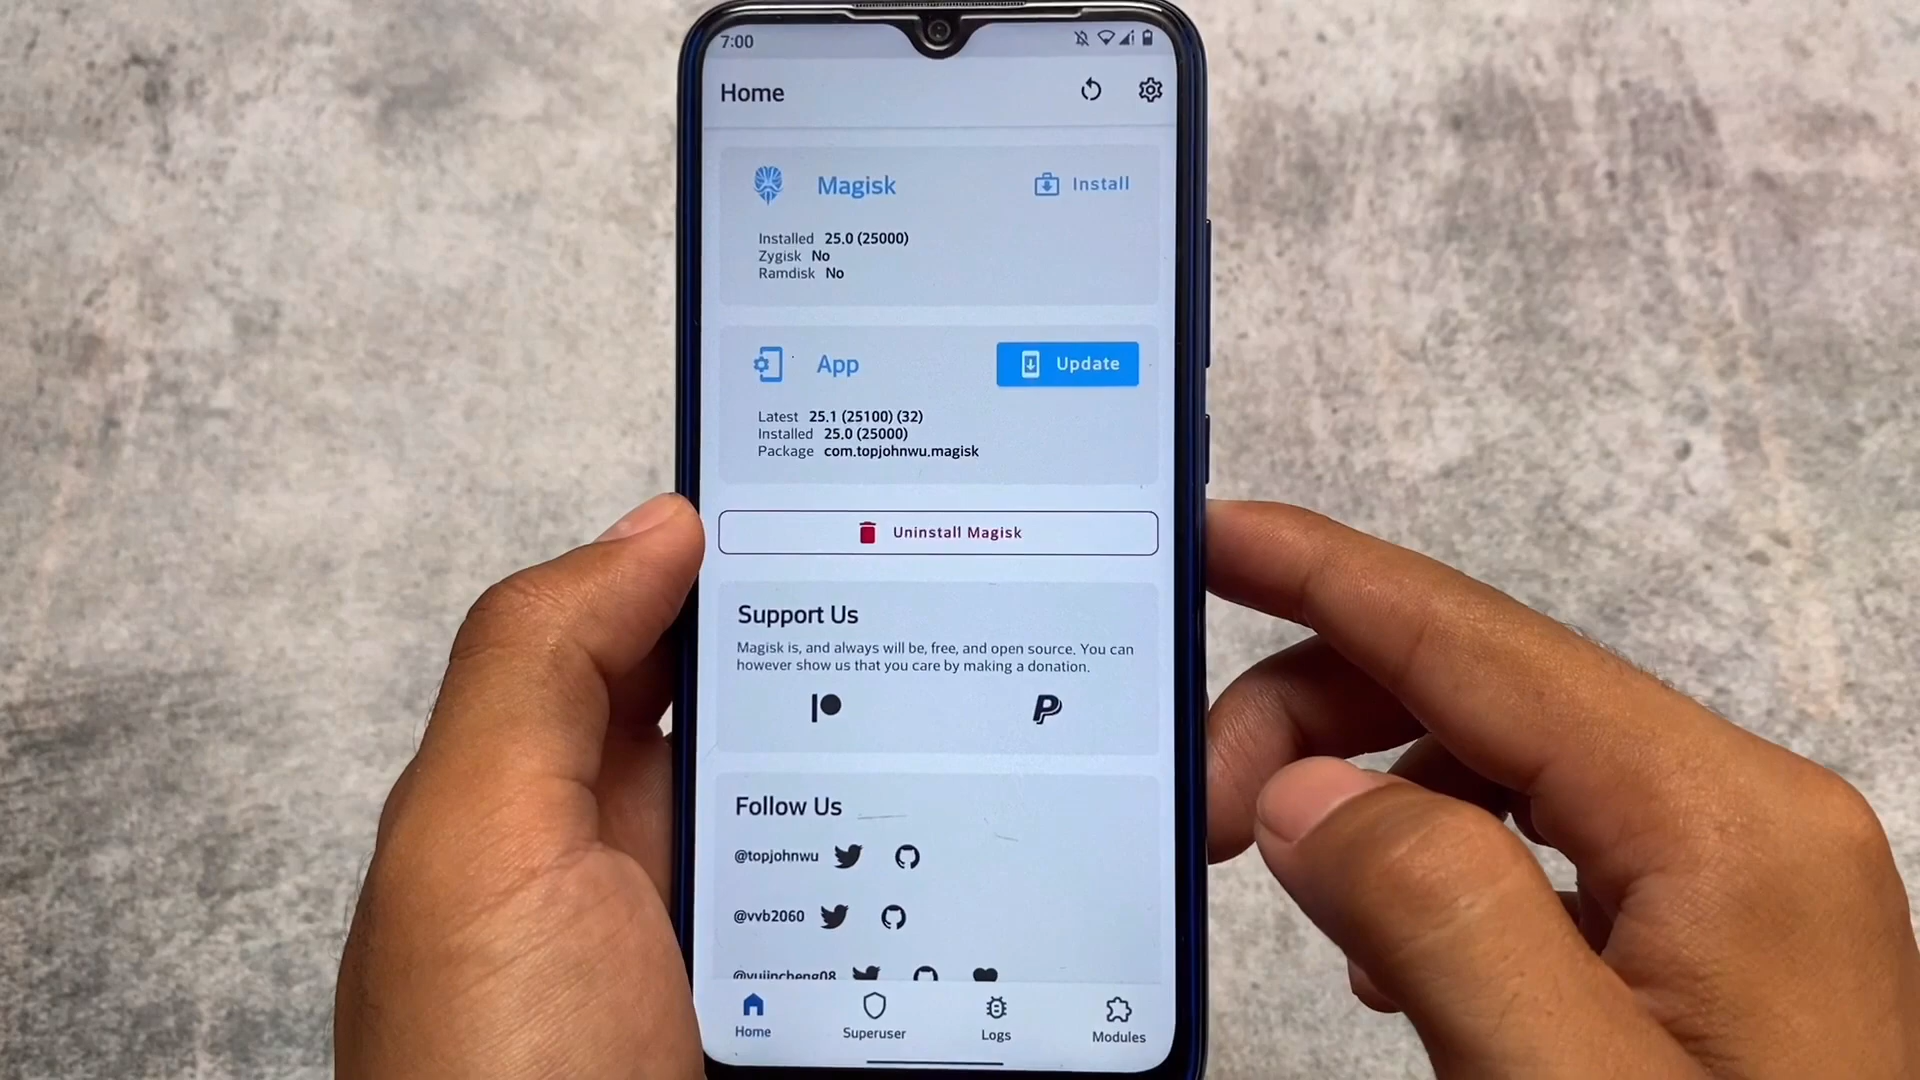 7:00
Home
Magisk
Install
Installed 25.0 (25000)
Zygisk No
Ramdisk No
App
Update
Latest 25.1 (25100) (32)
Installed 25.0 (25000)
Package com.topjohnwu.magisk
Uninstall Magisk
Support Us
Magisk is, and always will be, free, and open source. You can
however show us that you care by making a donation.
Follow Us
@topjohnwu
@vvb2060
@yujincheng08
Home
Superuser
Logs
Modules